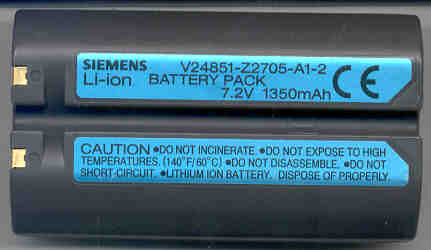 SIEMENS V24851-Z2705-A1-2
Li-ion BATTERY PACK
7.2V 1350mAh CE
CAUTION ●DO NOT INCINERATE. ●DO NOT EXPOSE TO HIGH
TEMPERATURES. (140°F/60°C) ●DO NOT DISASSEMBLE. ●DO NOT
SHORT-CIRCUIT. ●LITHIUM ION BATTERY. DISPOSE OF PROPERLY.